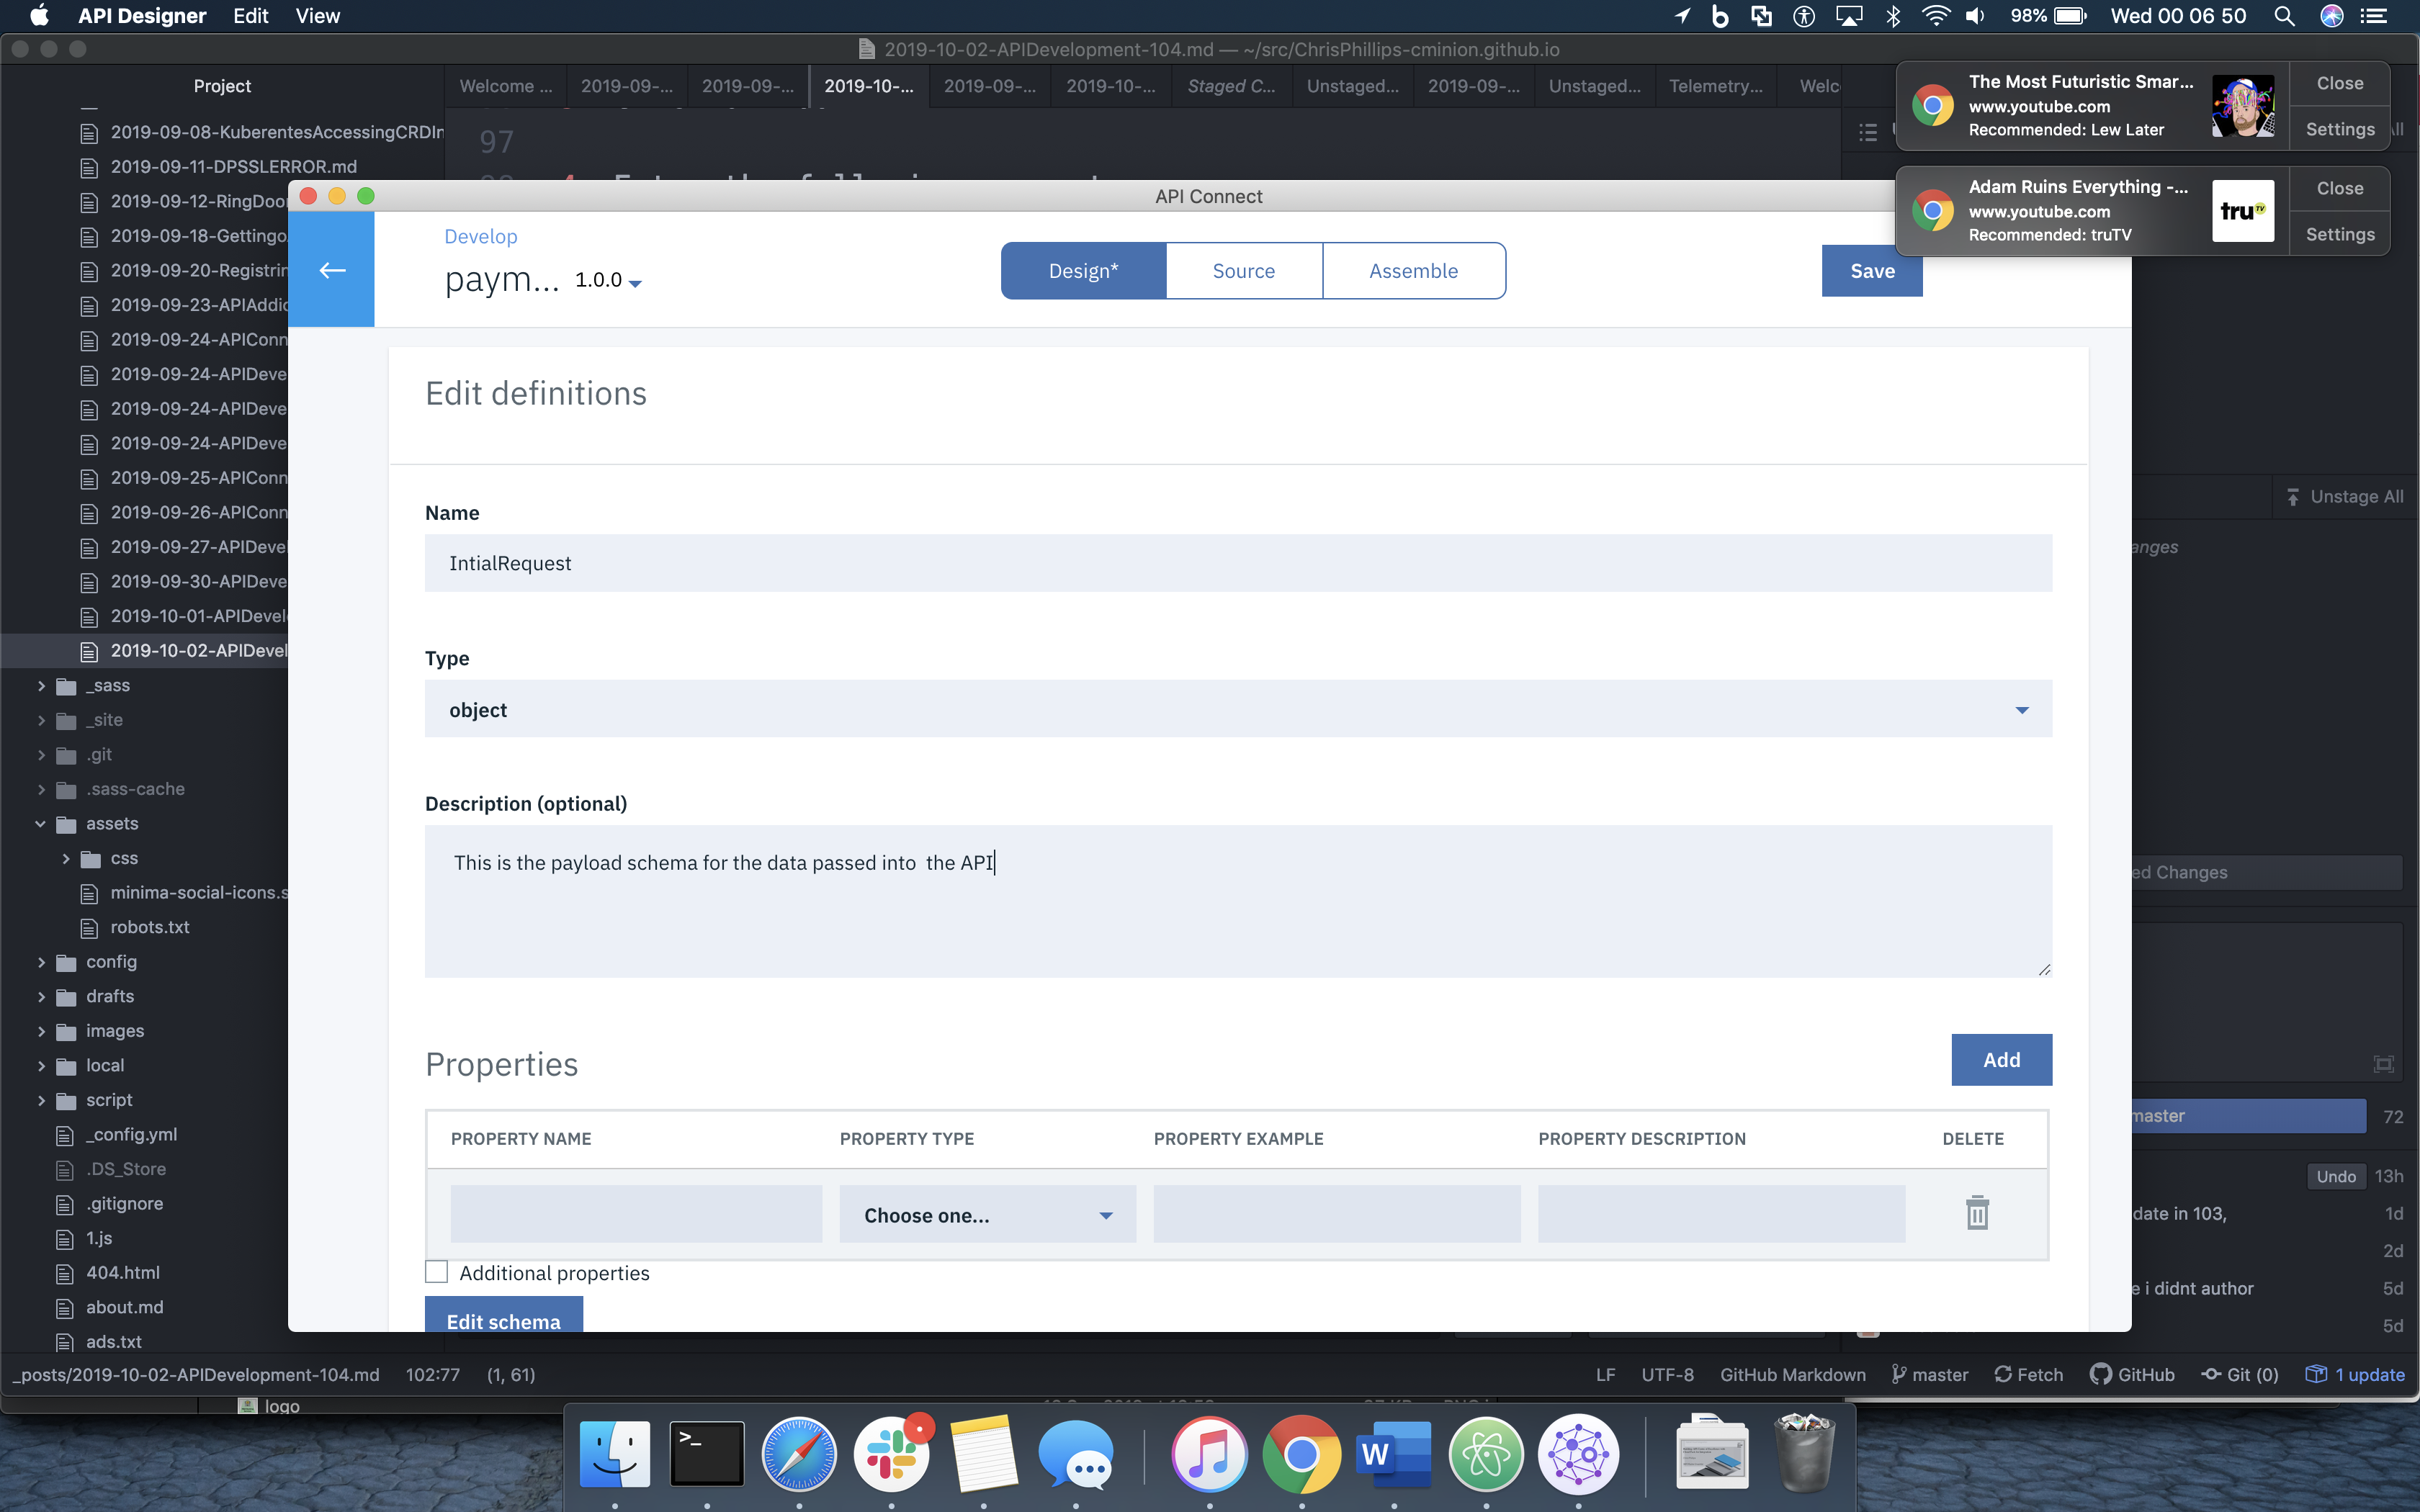 API Designer Edit View
98% Wed 00 06 50
2019-10-02-APIDevelopment-104.md — ~/src/ChrisPhillips-cminion.github.io
Project
Welcome ... 2019-09-... 2019-09-... 2019-10-... 2019-09-... 2019-10-... Staged C... Unstaged... 2019-09-... Unstaged... Telemetry... Welc
The Most Futuristic Smar...
www.youtube.com
Recommended: Lew Later
Close
Settings
Adam Ruins Everything -...
www.youtube.com
Recommended: truTV
truTV
Close
Settings
97
2019-09-08-KuberentesAccessingCRDIn
2019-09-11-DPSSLERROR.md
2019-09-12-RingDoor
2019-09-18-Gettingo
2019-09-20-Registrin
2019-09-23-APIAddic
2019-09-24-APIConn
2019-09-24-APIDeve
2019-09-24-APIDeve
2019-09-24-APIDeve
2019-09-25-APIConn
2019-09-26-APIConn
2019-09-27-APIDevel
2019-09-30-APIDeve
2019-10-01-APIDevel
2019-10-02-APIDevel
_sass
_site
.git
.sass-cache
assets
css
minima-social-icons.s
robots.txt
config
drafts
images
local
script
_config.yml
.DS_Store
.gitignore
1.js
404.html
about.md
ads.txt
API Connect
Develop
paym... 1.0.0
Design* Source Assemble
Save
Edit definitions
Name
IntialRequest
Type
object
Description (optional)
This is the payload schema for the data passed into  the API
Properties
Add
PROPERTY NAME PROPERTY TYPE PROPERTY EXAMPLE PROPERTY DESCRIPTION DELETE
Choose one...
Additional properties
Edit schema
Unstage All
anges
ed Changes
master 72
Undo 13h
date in 103, 1d
2d
e i didnt author 5d
5d
_posts/2019-10-02-APIDevelopment-104.md 102:77 (1, 61)
LF UTF-8 GitHub Markdown master Fetch GitHub Git (0) 1 update
logo
>_
W